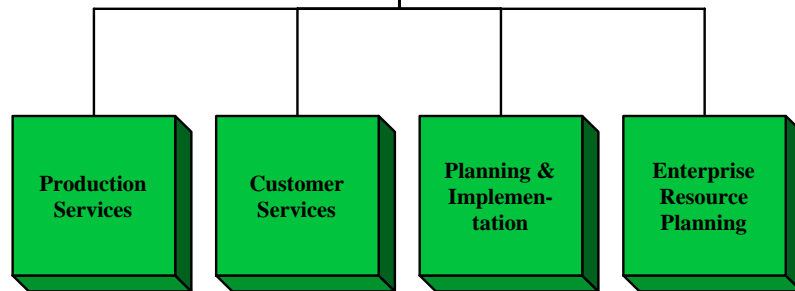 Production
Services
Customer
Services
Planning &
Implemen-
tation
Enterprise
Resource
Planning